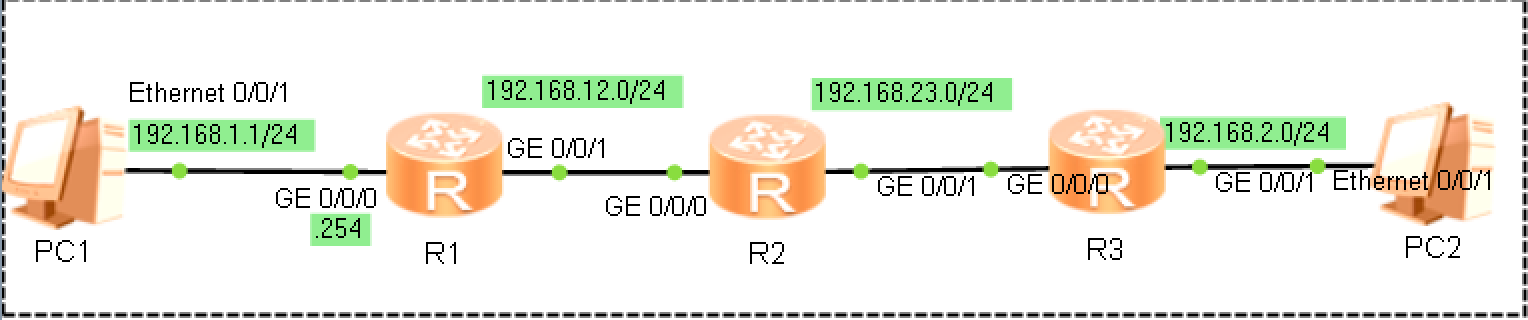 Ethernet 0/0/1
192.168.1.1/24
GE 0/0/0
.254
PC1
R
R1
192.168.12.0/24
GE 0/0/1
GE 0/0/0
R
R2
192.168.23.0/24
GE 0/0/1
GE 0/0/0
R
R3
192.168.2.0/24
GE 0/0/1
Ethernet 0/0/1
PC2